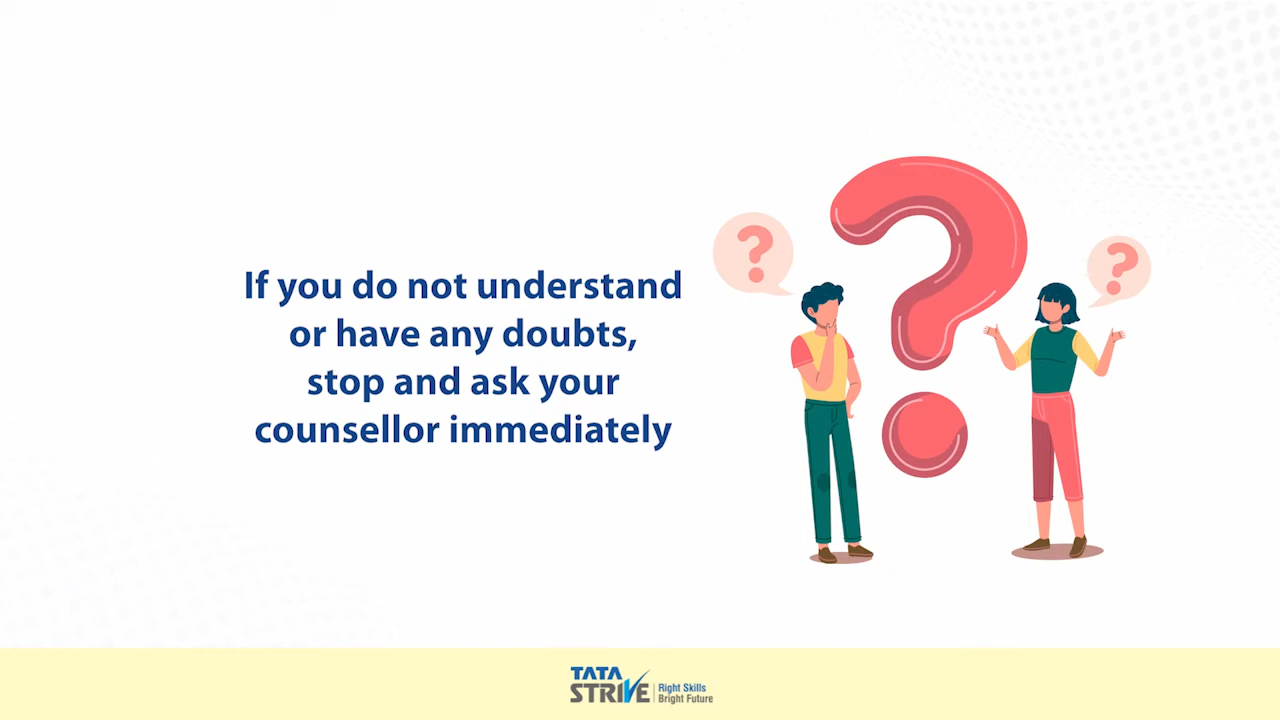 If you do not understand
or have any doubts,
stop and ask your
counsellor immediately
?
?
?
TATA
STRIVE
Right Skills
Bright Future